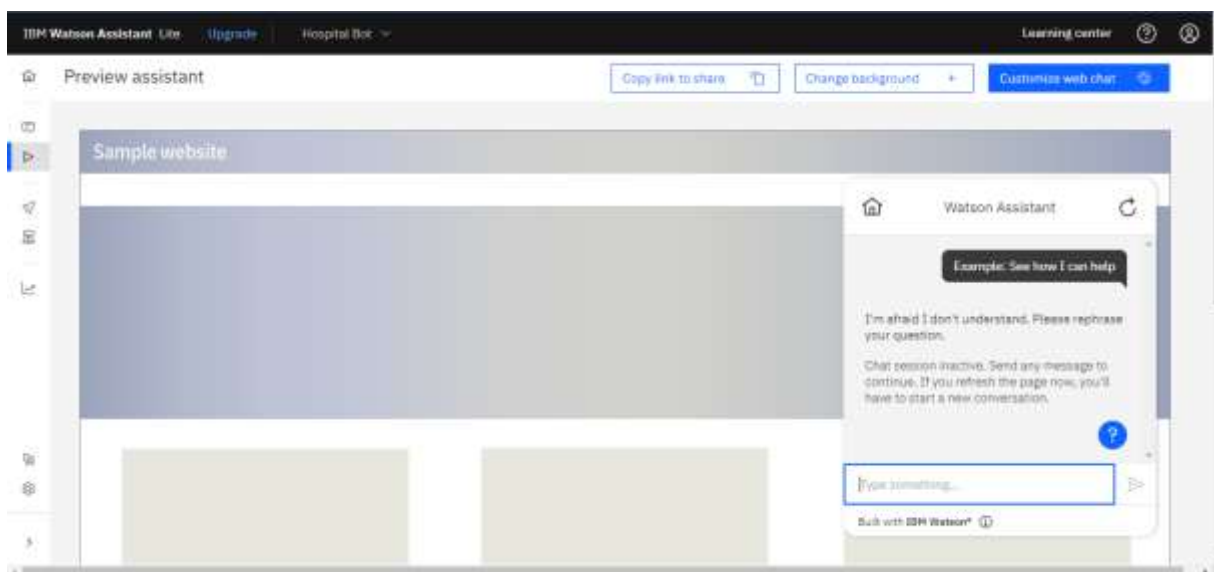 IBM Watson Assistant Lite Upgrade Hospital Bot Learning center
Preview assistant
Copy link to share
Change background
Customize web chat
Sample website
Watson Assistant
Example: See how I can help
I'm afraid I don't understand. Please rephrase
your question.
Chat session inactive. Send any message to
continue. If you refresh the page now, you'll
have to start a new conversation.
?
Type something...
Built with IBM Watson®